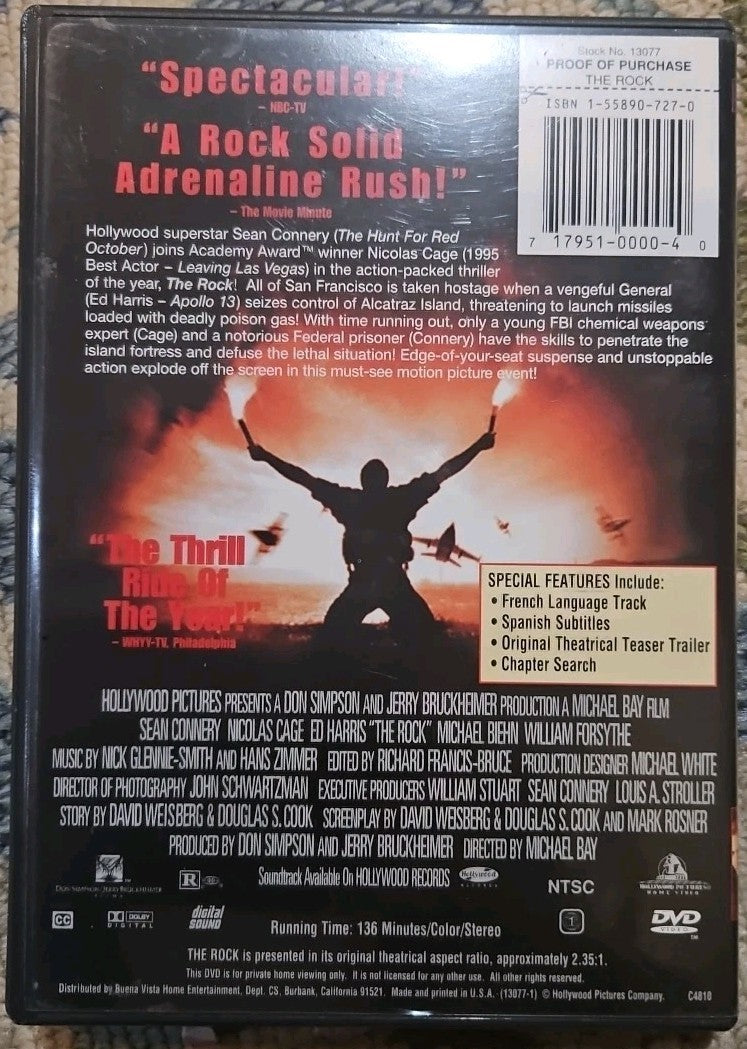 "Spectacular!"
– NBC-TV
"A Rock Solid
Adrenaline Rush!"
– The Movie Minute
Stock No. 13077
PROOF OF PURCHASE
THE ROCK
ISBN 1-55890-727-0
7 17951-0000-4 0
Hollywood superstar Sean Connery (The Hunt For Red
October) joins Academy Award™ winner Nicolas Cage (1995
Best Actor – Leaving Las Vegas) in the action-packed thriller
of the year, The Rock! All of San Francisco is taken hostage when a vengeful General
(Ed Harris – Apollo 13) seizes control of Alcatraz Island, threatening to launch missiles
loaded with deadly poison gas! With time running out, only a young FBI chemical weapons
expert (Cage) and a notorious Federal prisoner (Connery) have the skills to penetrate the
island fortress and defuse the lethal situation! Edge-of-your-seat suspense and unstoppable
action explode off the screen in this must-see motion picture event!
"The Thrill
Ride Of
The Year!"
– WHYY-TV, Philadelphia
SPECIAL FEATURES Include:
• French Language Track
• Spanish Subtitles
• Original Theatrical Teaser Trailer
• Chapter Search
HOLLYWOOD PICTURES PRESENTS A DON SIMPSON AND JERRY BRUCKHEIMER PRODUCTION A MICHAEL BAY FILM
SEAN CONNERY NICOLAS CAGE ED HARRIS "THE ROCK" MICHAEL BIEHN WILLIAM FORSYTHE
MUSIC BY NICK GLENNIE-SMITH AND HANS ZIMMER EDITED BY RICHARD FRANCIS-BRUCE PRODUCTION DESIGNER MICHAEL WHITE
DIRECTOR OF PHOTOGRAPHY JOHN SCHWARTZMAN EXECUTIVE PRODUCERS WILLIAM STUART SEAN CONNERY LOUIS A. STROLLER
STORY BY DAVID WEISBERG & DOUGLAS S. COOK SCREENPLAY BY DAVID WEISBERG & DOUGLAS S. COOK AND MARK ROSNER
PRODUCED BY DON SIMPSON AND JERRY BRUCKHEIMER DIRECTED BY MICHAEL BAY
DON SIMPSON/JERRY BRUCKHEIMER
FILMS
R
Soundtrack Available On HOLLYWOOD RECORDS
Hollywood
RECORDS
NTSC
HOLLYWOOD PICTURES
HOME VIDEO
CC
DOLBY
DIGITAL
digital
SOUND
Running Time: 136 Minutes/Color/Stereo
1
DVD
VIDEO
™
THE ROCK is presented in its original theatrical aspect ratio, approximately 2.35:1.
This DVD is for private home viewing only. It is not licensed for any other use. All other rights reserved.
Distributed by Buena Vista Home Entertainment, Dept. CS, Burbank, California 91521. Made and printed in U.S.A. (13077-1) © Hollywood Pictures Company. C4818